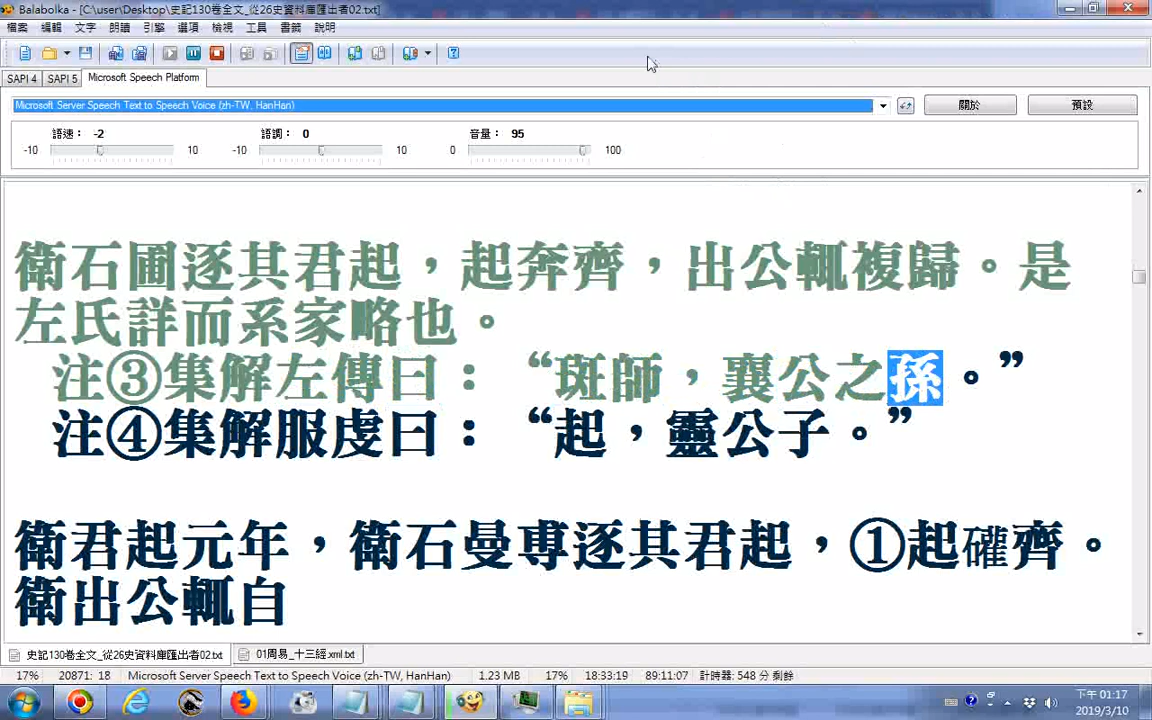 Balabolka - [C:\user\Desktop\史記130卷全文_從26史資料庫匯出者02.txt]
檔案 編輯 文字 朗讀 引擎 選項 檢視 工具 書籤 說明
SAPI 4 SAPI 5 Microsoft Speech Platform
Microsoft Server Speech Text to Speech Voice (zh-TW, HanHan) 關於 預設
語速： -2 語調： 0 音量： 95
-10 10 -10 10 0 100
衛石圃逐其君起，起奔齊，出公輒複歸。是
左氏詳而系家略也。
注③集解左傳曰：“斑師，襄公之孫。”
注④集解服虔曰：“起，靈公子。”
衛君起元年，衛石曼尃逐其君起，①起礭齊。
衛出公輒自
史記130卷全文_從26史資料庫匯出者02.txt 01周易_十三經.xml.txt
17% 20871: 18 Microsoft Server Speech Text to Speech Voice (zh-TW, HanHan) 1.23 MB 17% 18:33:19 89:11:07 計時器: 548 分 剩餘
下午 01:17
2019/3/10